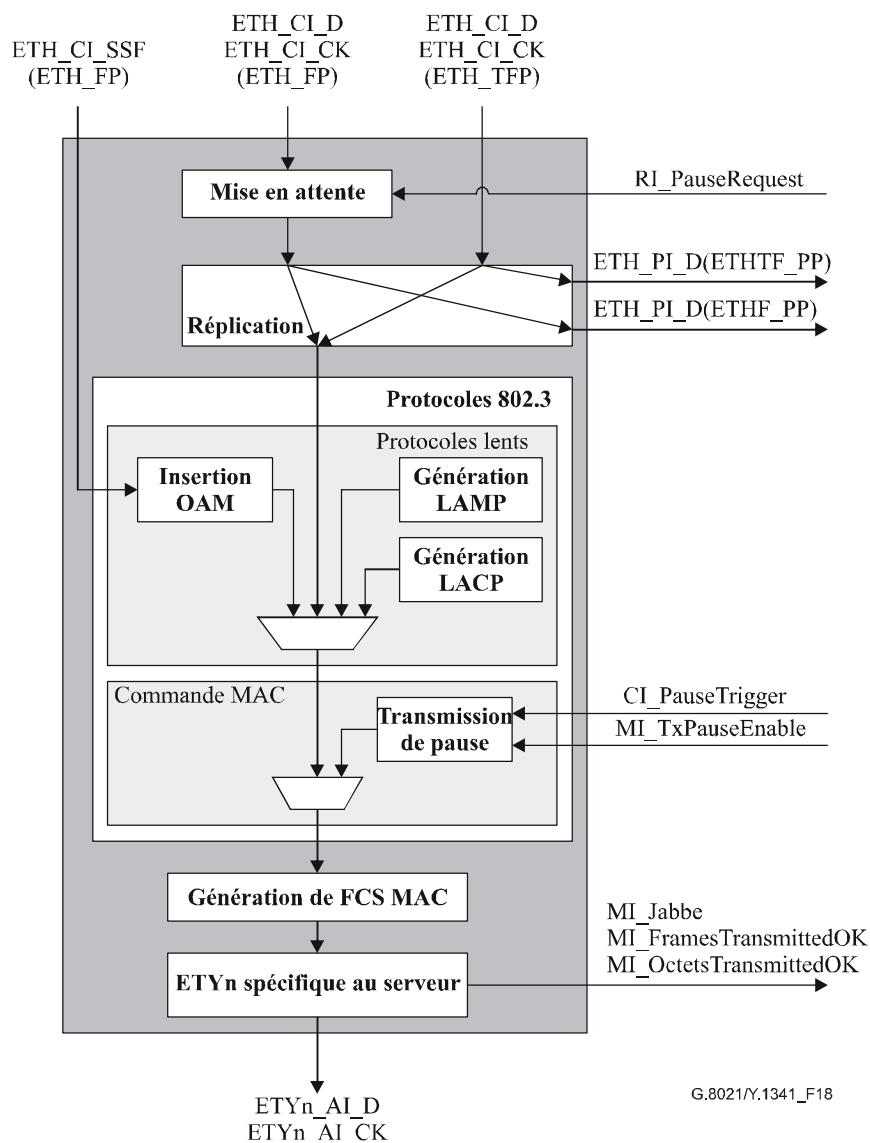 ETH_CI_SSF
(ETH_FP)
ETH_CI_D
ETH_CI_CK
(ETH_FP)
ETH_CI_D
ETH_CI_CK
(ETH_TFP)
Mise en attente
RI_PauseRequest
ETH_PI_D(ETHTF_PP)
ETH_PI_D(ETHF_PP)
Réplication
Protocoles 802.3
Protocoles lents
Insertion
OAM
Génération
LAMP
Génération
LACP
Commande MAC
Transmission
de pause
CI_PauseTrigger
MI_TxPauseEnable
Génération de FCS MAC
ETYn spécifique au serveur
MI_Jabbe
MI_FramesTransmittedOK
MI_OctetsTransmittedOK
ETYn_AI_D
ETYn_AI_CK
G.8021/Y.1341_F18